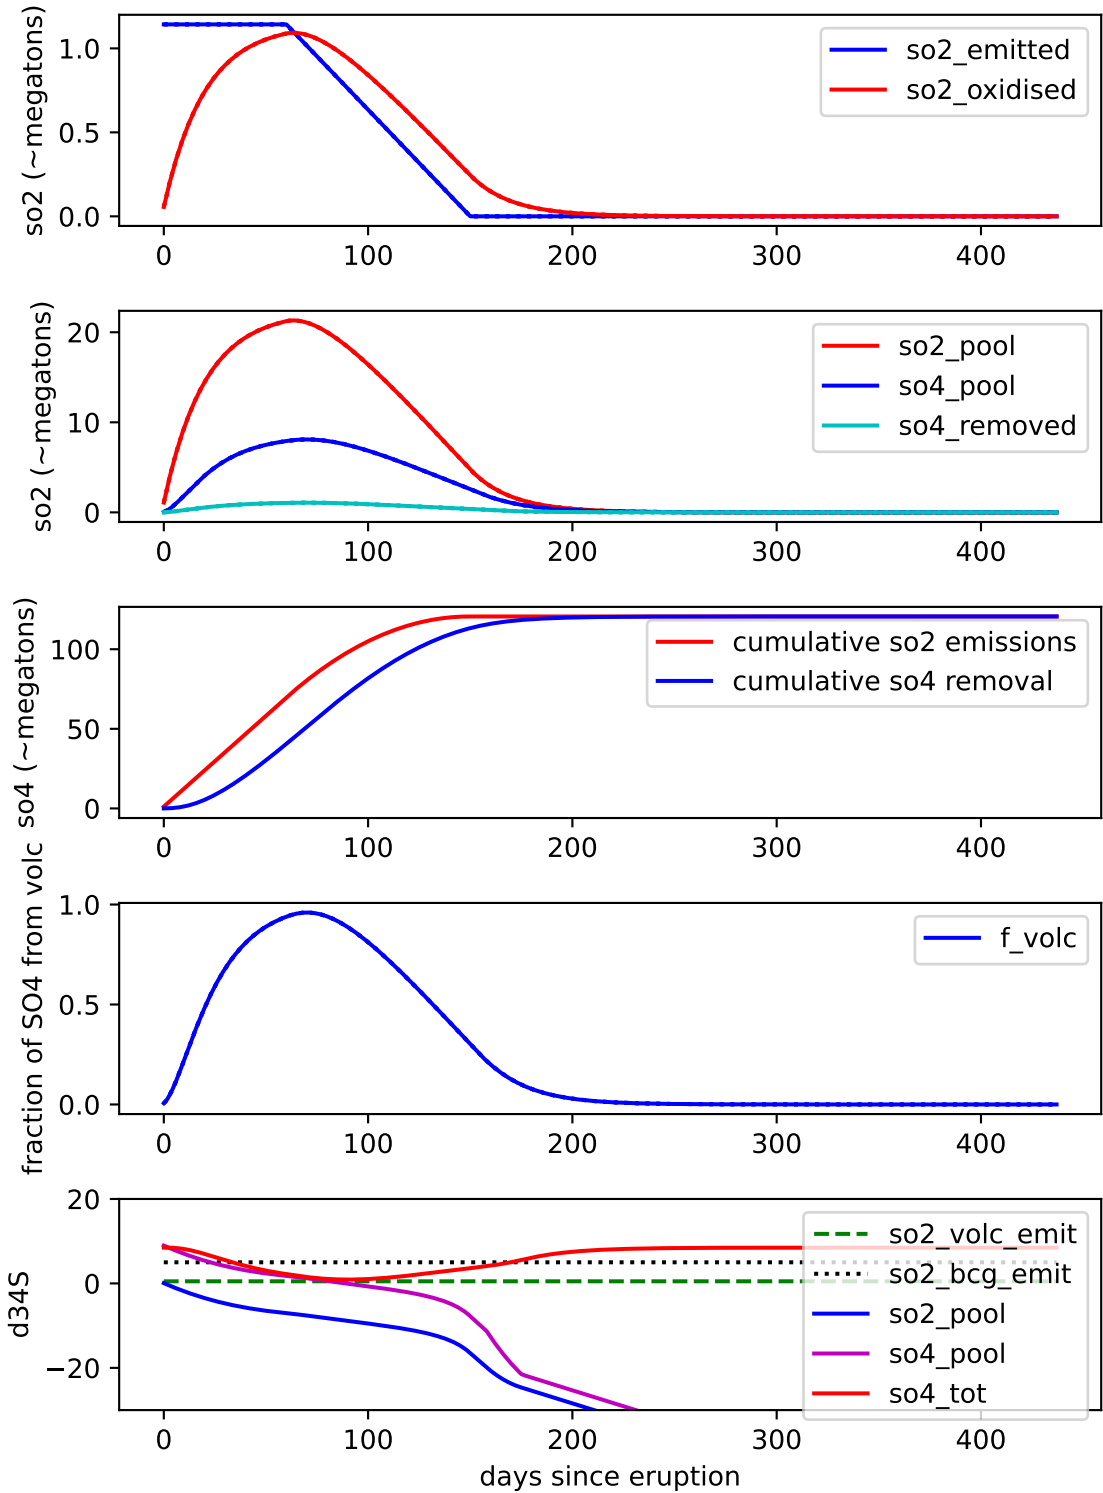 so2 (~megatons)
1.0
0.5
0.0
so2_emitted
so2_oxidised
0 100 200 300 400
so2 (~megatons)
20
10
0
so2_pool
so4_pool
so4_removed
0 100 200 300 400
so4 (~megatons)
100
50
0
cumulative so2 emissions
cumulative so4 removal
0 100 200 300 400
fraction of SO4 from volc
1.0
0.5
0.0
f_volc
0 100 200 300 400
d34S
20
0
−20
so2_volc_emit
so2_bcg_emit
so2_pool
so4_pool
so4_tot
0 100 200 300 400
days since eruption